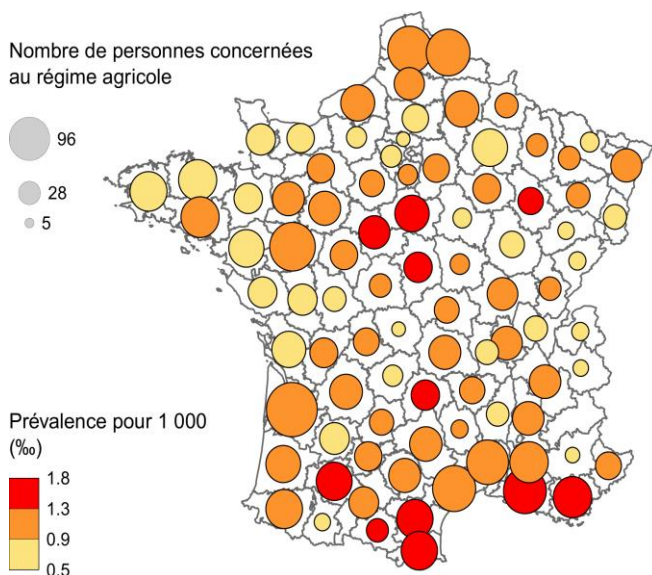 Nombre de personnes concernées
au régime agricole
96
28
5
Prévalence pour 1 000
(‰)
1.8
1.3
0.9
0.5